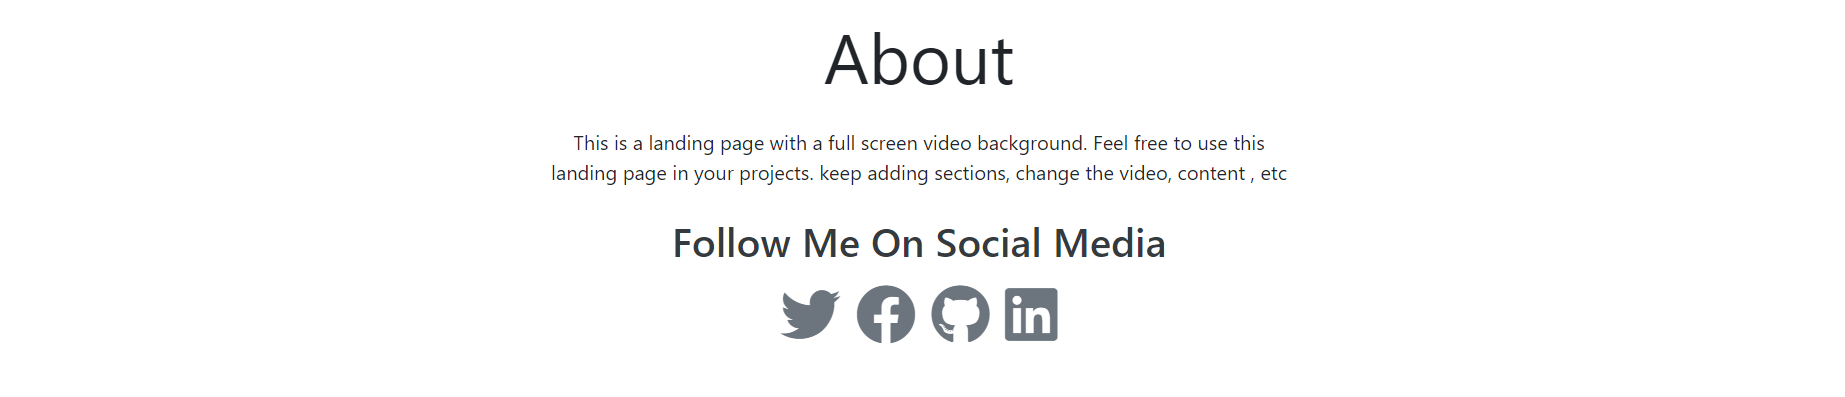 About
This is a landing page with a full screen video background. Feel free to use this
landing page in your projects. keep adding sections, change the video, content , etc
Follow Me On Social Media